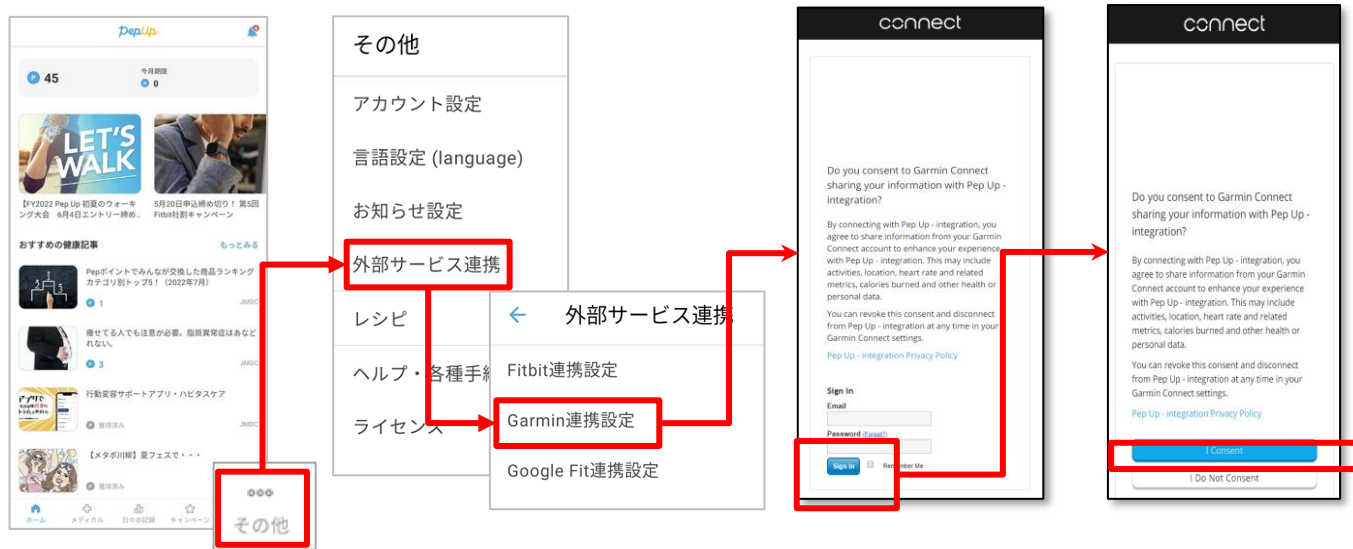 PepUp
P 45
今月期限
P 0
LET'S
WALK
【FY2022 Pep Up 初夏のウォーキ
ング大会 6月4日エントリー締め…
5月20日申込締め切り! 第5回
Fitbit社割キャンペーン
おすすめの健康記事
もっとみる
Pepポイントでみんなが交換した商品ランキング
カテゴリ別トップ5!(2022年7月)
P 1
JMDC
痩せてる人でも注意が必要。脂質異常症はあなど
れない。
P 3
JMDC
行動変容サポートアプリ・ハビタスケア
P 獲得済み
JMDC
【メタボ川柳】夏フェスで・・・
P 獲得済み
ホーム
メディカル
日々の記録
キャンペーン
その他
その他
アカウント設定
言語設定 (language)
お知らせ設定
外部サービス連携
レシピ
ヘルプ・各種手続
ライセンス
← 外部サービス連携
Fitbit連携設定
Garmin連携設定
Google Fit連携設定
connect
Do you consent to Garmin Connect
sharing your information with Pep Up -
integration?
By connecting with Pep Up - integration, you
agree to share information from your Garmin
Connect account to enhance your experience
with Pep Up - integration. This may include
activities, location, heart rate and related
metrics, calories burned and other health or
personal data.
You can revoke this consent and disconnect
from Pep Up - integration at any time in your
Garmin Connect settings.
Pep Up - integration Privacy Policy
Sign In
Email
Password (Forgot?)
Sign In
Remember Me
connect
Do you consent to Garmin Connect
sharing your information with Pep Up -
integration?
By connecting with Pep Up - integration, you
agree to share information from your Garmin
Connect account to enhance your experience
with Pep Up - integration. This may include
activities, location, heart rate and related
metrics, calories burned and other health or
personal data.
You can revoke this consent and disconnect
from Pep Up - integration at any time in your
Garmin Connect settings.
Pep Up - integration Privacy Policy
I Consent
I Do Not Consent